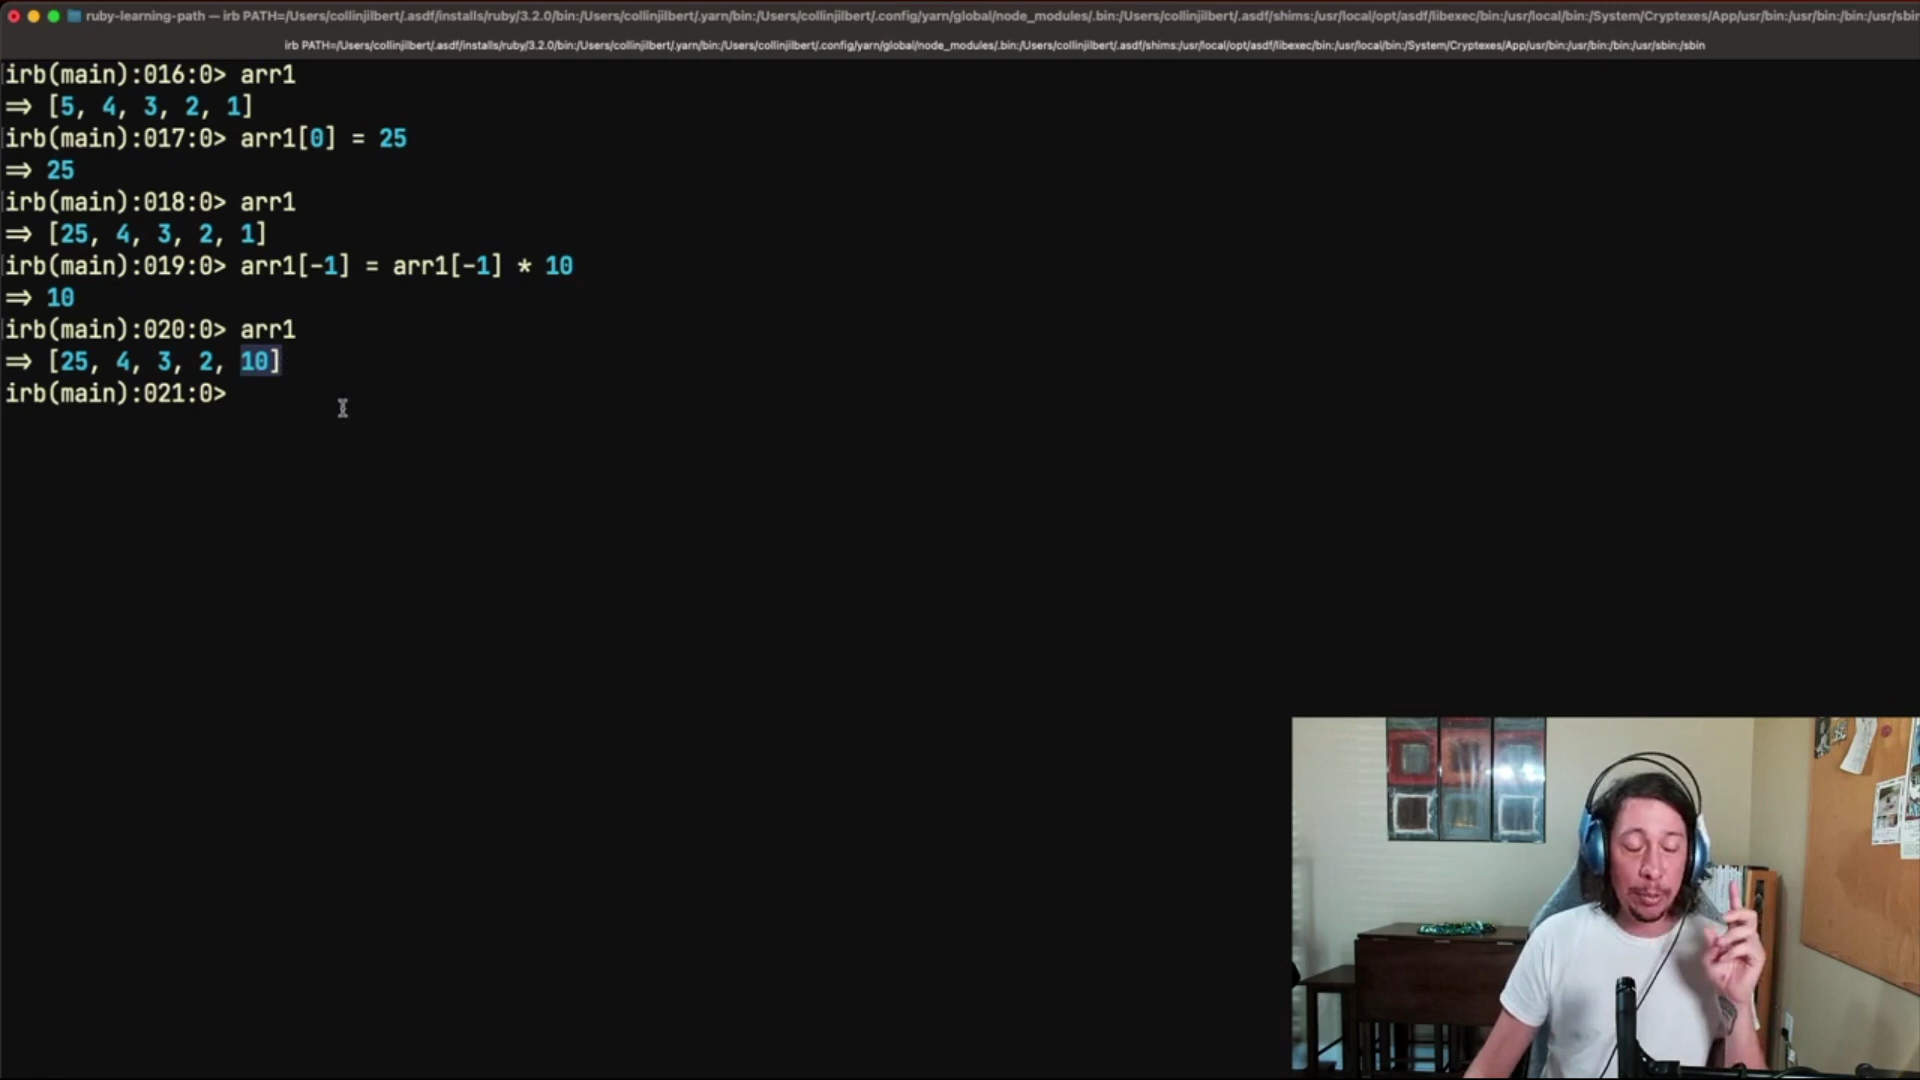 ruby-learning-path — irb PATH=/Users/collinjilbert/.asdf/installs/ruby/3.2.0/bin:/Users/collinjilbert/.yarn/bin:/Users/collinjilbert/.config/yarn/global/node_modules/.bin:/Users/collinjilbert/.asdf/shims:/usr/local/opt/asdf/libexec/bin:/usr/local/bin:/System/Cryptexes/App/usr/bin:/usr/bin:/bin:/usr/sbin
irb PATH=/Users/collinjilbert/.asdf/installs/ruby/3.2.0/bin:/Users/collinjilbert/.yarn/bin:/Users/collinjilbert/.config/yarn/global/node_modules/.bin:/Users/collinjilbert/.asdf/shims:/usr/local/opt/asdf/libexec/bin:/usr/local/bin:/System/Cryptexes/App/usr/bin:/usr/bin:/bin:/usr/sbin:/sbin
irb(main):016:0> arr1
=> [5, 4, 3, 2, 1]
irb(main):017:0> arr1[0] = 25
=> 25
irb(main):018:0> arr1
=> [25, 4, 3, 2, 1]
irb(main):019:0> arr1[-1] = arr1[-1] * 10
=> 10
irb(main):020:0> arr1
=> [25, 4, 3, 2, 10]
irb(main):021:0>